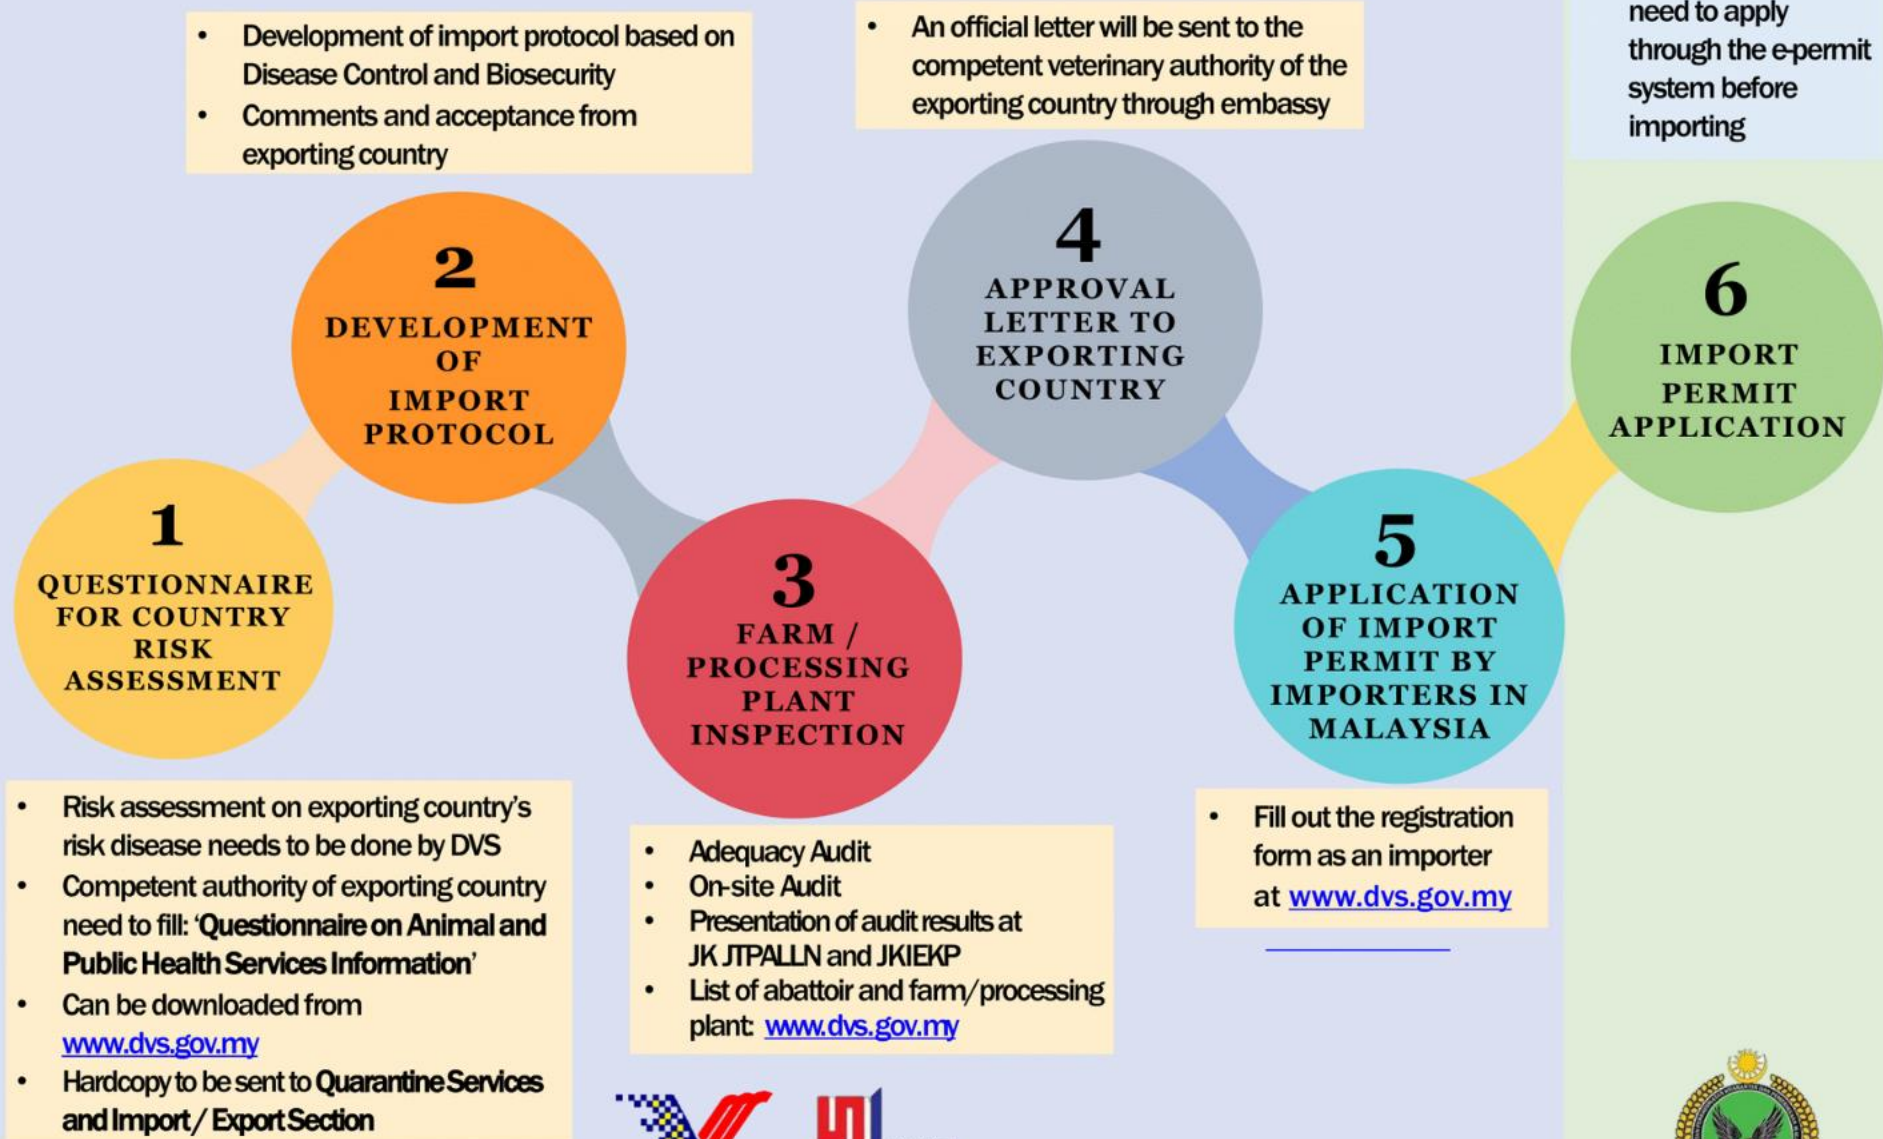 • Development of import protocol based on
Disease Control and Biosecurity
• Comments and acceptance from
exporting country
• An official letter will be sent to the
competent veterinary authority of the
exporting country through embassy
need to apply
through the e-permit
system before
importing
1
QUESTIONNAIRE
FOR COUNTRY
RISK
ASSESSMENT
2
DEVELOPMENT
OF
IMPORT
PROTOCOL
3
FARM /
PROCESSING
PLANT
INSPECTION
4
APPROVAL
LETTER TO
EXPORTING
COUNTRY
5
APPLICATION
OF IMPORT
PERMIT BY
IMPORTERS IN
MALAYSIA
6
IMPORT
PERMIT
APPLICATION
• Risk assessment on exporting country's
risk disease needs to be done by DVS
• Competent authority of exporting country
need to fill: 'Questionnaire on Animal and
Public Health Services Information'
• Can be downloaded from
www.dvs.gov.my
• Hardcopy to be sent to Quarantine Services
and Import / Export Section
• Adequacy Audit
• On-site Audit
• Presentation of audit results at
JK JTPALLN and JKIEKP
• List of abattoir and farm/processing
plant: www.dvs.gov.my
• Fill out the registration
form as an importer
at www.dvs.gov.my